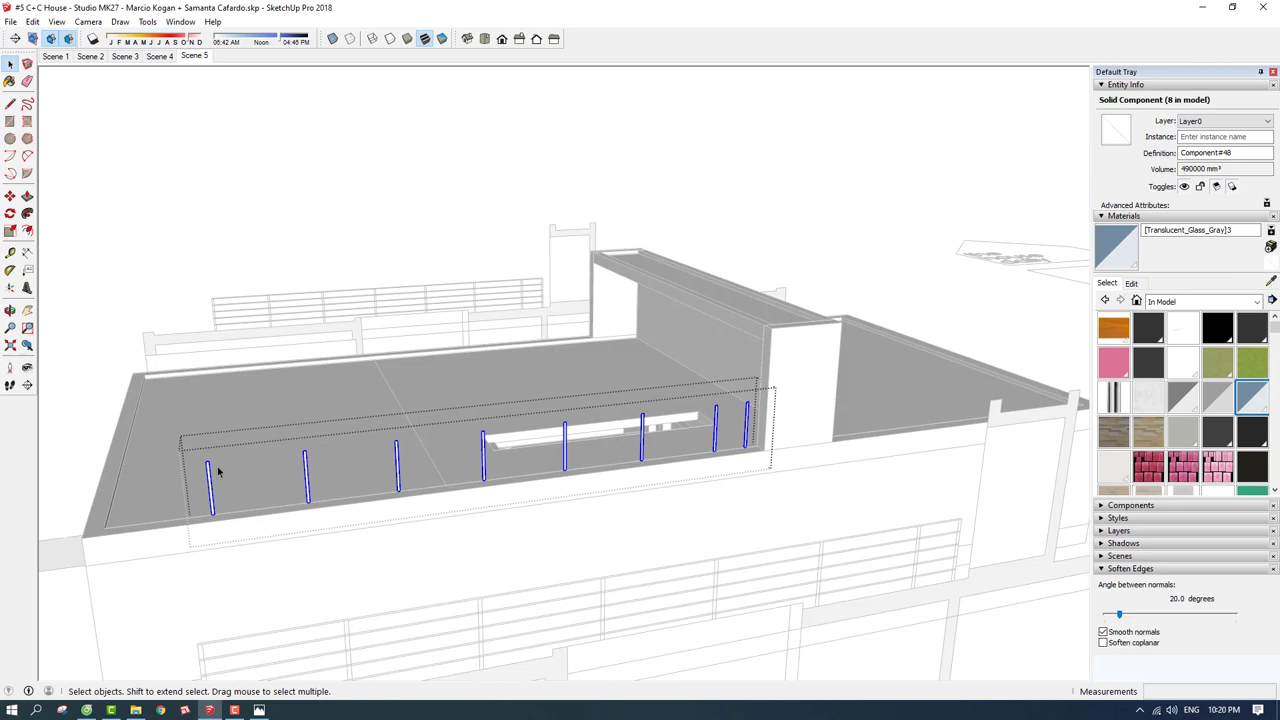 #5 C+C House - Studio MK27 - Marcio Kogan + Samanta Cafardo.skp - SketchUp Pro 2018
File Edit View Camera Draw Tools Window Help
J F M A M J J A S O N D 06:42 AM Noon 04:46 PM
Scene 1 Scene 2 Scene 3 Scene 4 Scene 5
Default Tray
Entity Info
Solid Component (8 in model)
Layer: Layer0
Instance: Enter instance name
Definition: Component#48
Volume: 490000 mm³
Toggles:
Advanced Attributes:
Materials
[Translucent_Glass_Gray]3
Select Edit
In Model
Components
Styles
Layers
Shadows
Scenes
Soften Edges
Angle between normals:
20.0 degrees
Smooth normals
Soften coplanar
Select objects. Shift to extend select. Drag mouse to select multiple.
Measurements
ENG 10:20 PM